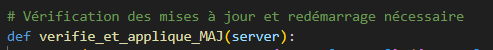 # Vérification des mises à jour et redémarrage nécessaire
def verifie_et_applique_MAJ(server):